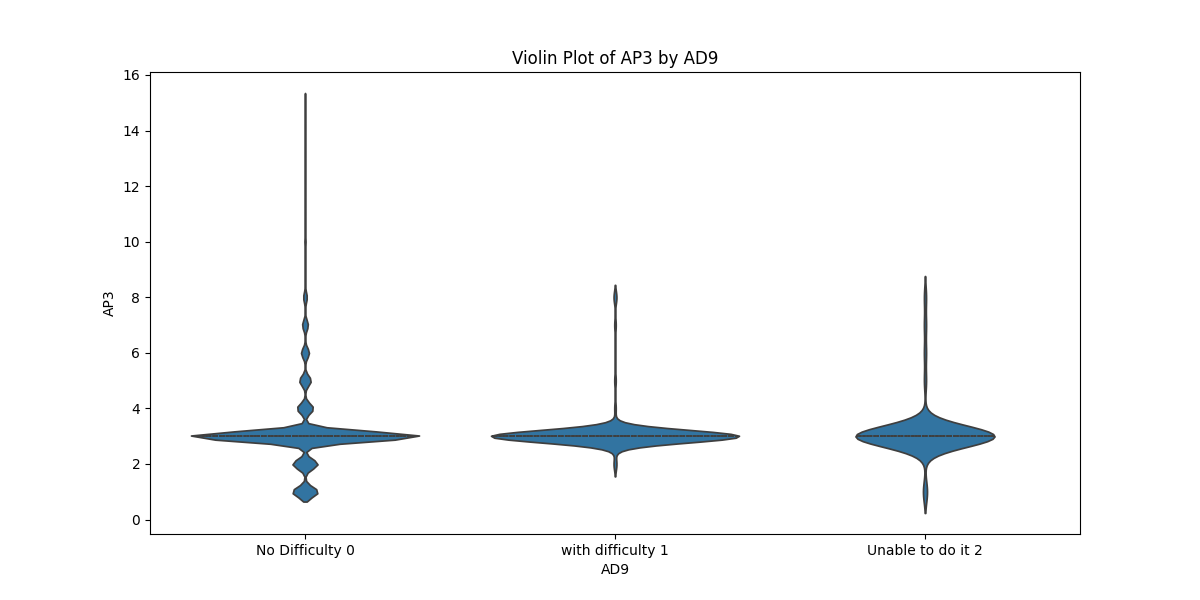 Violin Plot of AP3 by AD9
16
14
12
10
8
6
4
2
0
AP3
No Difficulty 0
with difficulty 1
Unable to do it 2
AD9